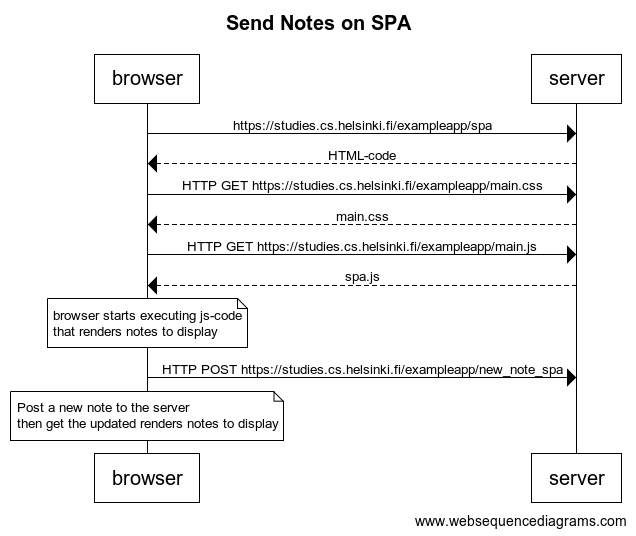 Send Notes on SPA
browser
server
https://studies.cs.helsinki.fi/exampleapp/spa
HTML-code
HTTP GET https://studies.cs.helsinki.fi/exampleapp/main.css
main.css
HTTP GET https://studies.cs.helsinki.fi/exampleapp/main.js
spa.js
browser starts executing js-code
that renders notes to display
HTTP POST https://studies.cs.helsinki.fi/exampleapp/new_note_spa
Post a new note to the server
then get the updated renders notes to display
browser
server
www.websequencediagrams.com